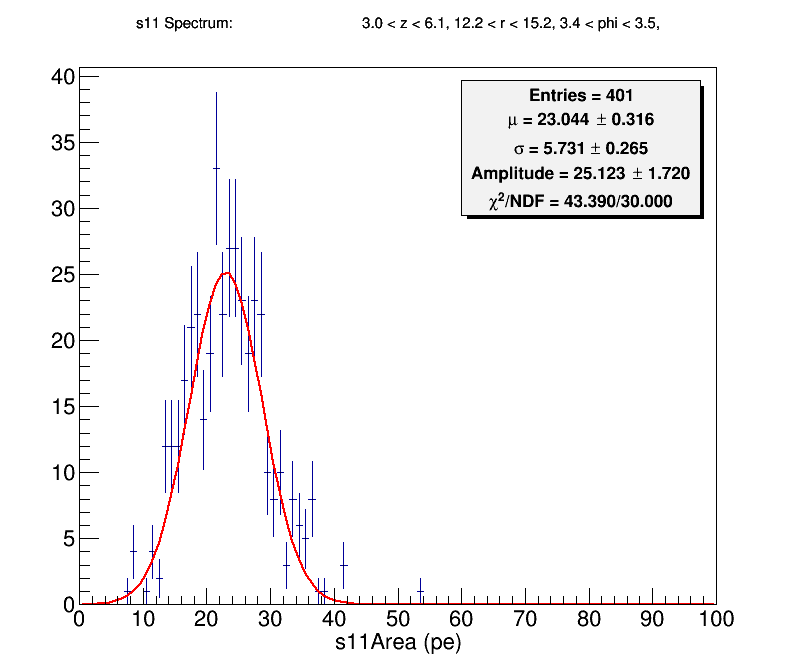 s11 Spectrum: 3.0 < z < 6.1, 12.2 < r < 15.2, 3.4 < phi < 3.5,
Entries = 401
μ = 23.044 ± 0.316
σ = 5.731 ± 0.265
Amplitude = 25.123 ± 1.720
χ²/NDF = 43.390/30.000
40
35
30
25
20
15
10
5
0
0 10 20 30 40 50 60 70 80 90 100
s11Area (pe)